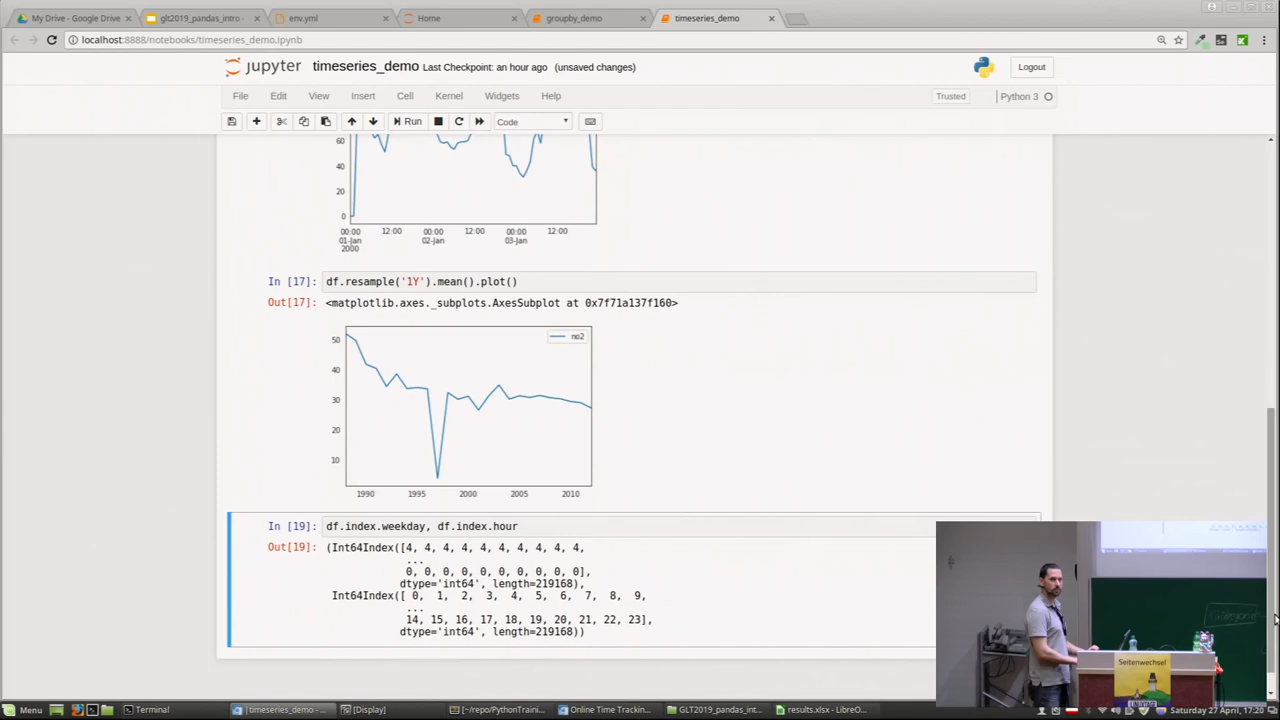 My Drive - Google Drive
glt2019_pandas_intro
env.yml
Home
groupby_demo
timeseries_demo
localhost:8888/notebooks/timeseries_demo.ipynb
jupyter timeseries_demo Last Checkpoint: an hour ago (unsaved changes)
Logout
File Edit View Insert Cell Kernel Widgets Help
Trusted
Python 3
Run
Code
60
40
20
0
00:00 12:00 00:00 12:00 00:00 12:00
01-Jan 02-Jan 03-Jan
2000
In [17]: df.resample('1Y').mean().plot()
Out[17]: <matplotlib.axes._subplots.AxesSubplot at 0x7f71a137f160>
no2
50
40
30
20
10
1990 1995 2000 2005 2010
In [19]: df.index.weekday, df.index.hour
Out[19]: (Int64Index([4, 4, 4, 4, 4, 4, 4, 4, 4, 4,
...
0, 0, 0, 0, 0, 0, 0, 0, 0, 0],
dtype='int64', length=219168),
Int64Index([ 0, 1, 2, 3, 4, 5, 6, 7, 8, 9,
...
14, 15, 16, 17, 18, 19, 20, 21, 22, 23],
dtype='int64', length=219168))
Seitenwechsel
LINUXTAGE
Menu
Terminal
timeseries_demo - ...
[Display]
[~/repo/PythonTraini...
Online Time Tracking...
GLT2019_pandas_int...
results.xlsx - LibreO...
Saturday 27 April, 17:20